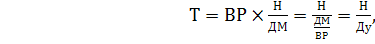 Т = ВР × Н/ДМ = Н/(ДМ/ВР) = Н/Ду,